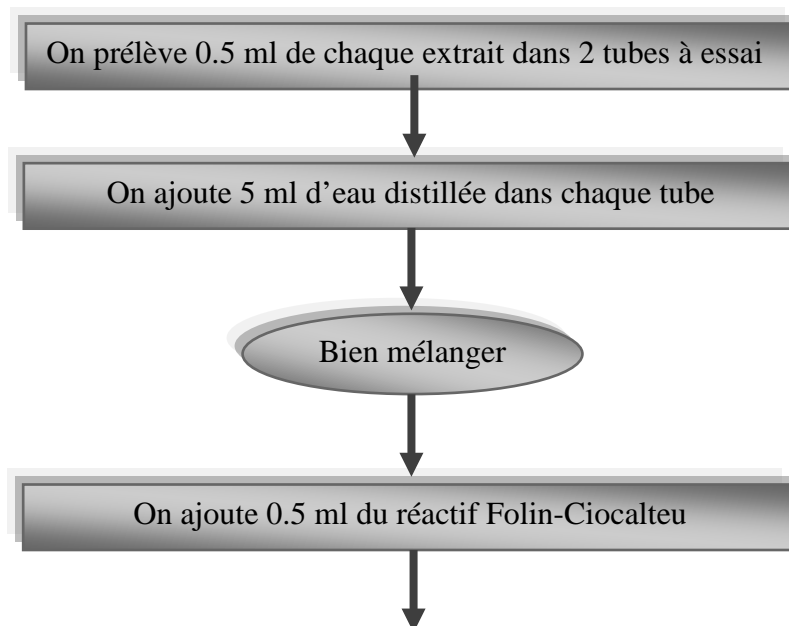 On prélève 0.5 ml de chaque extrait dans 2 tubes à essai
On ajoute 5 ml d’eau distillée dans chaque tube
Bien mélanger
On ajoute 0.5 ml du réactif Folin-Ciocalteu